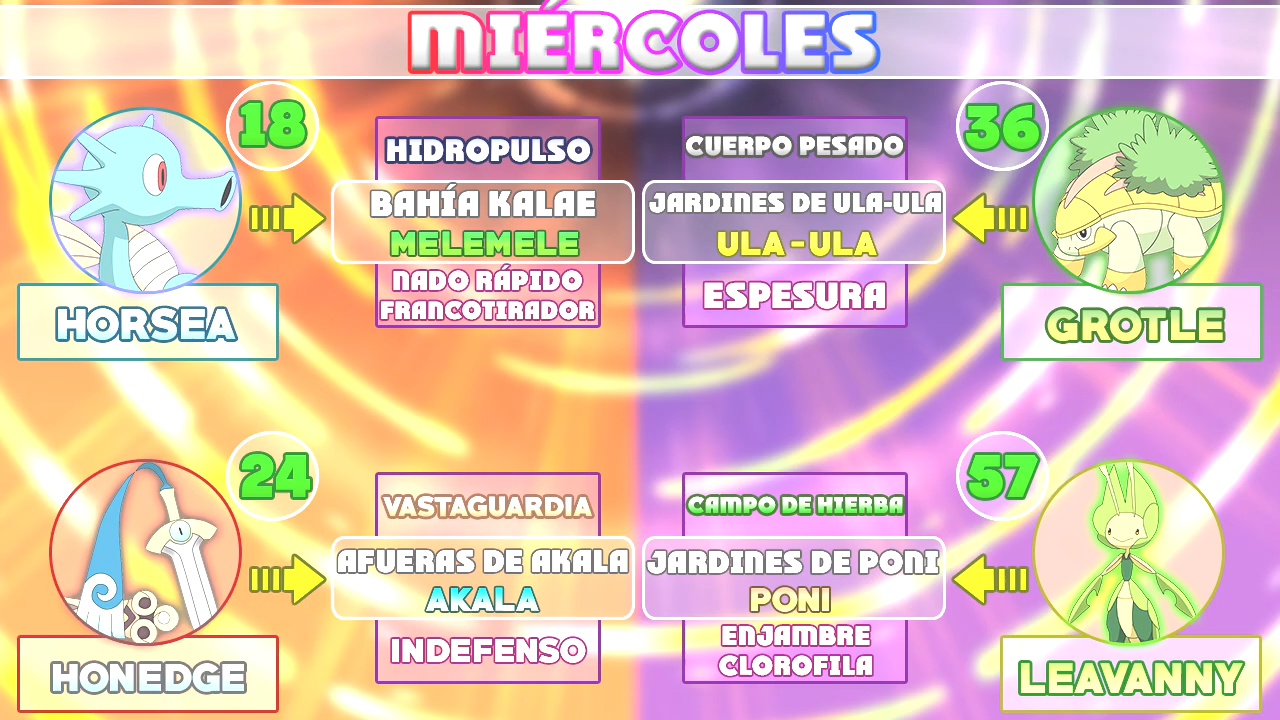 MIÉRCOLES
18
HIDROPULSO
BAHÍA KALAE
MELEMELE
NADO RÁPIDO
FRANCOTIRADOR
HORSEA
36
CUERPO PESADO
JARDINES DE ULA-ULA
ULA-ULA
ESPESURA
GROTLE
24
VASTAGUARDIA
AFUERAS DE AKALA
AKALA
INDEFENSO
HONEDGE
57
CAMPO DE HIERBA
JARDINES DE PONI
PONI
ENJAMBRE
CLOROFILA
LEAVANNY